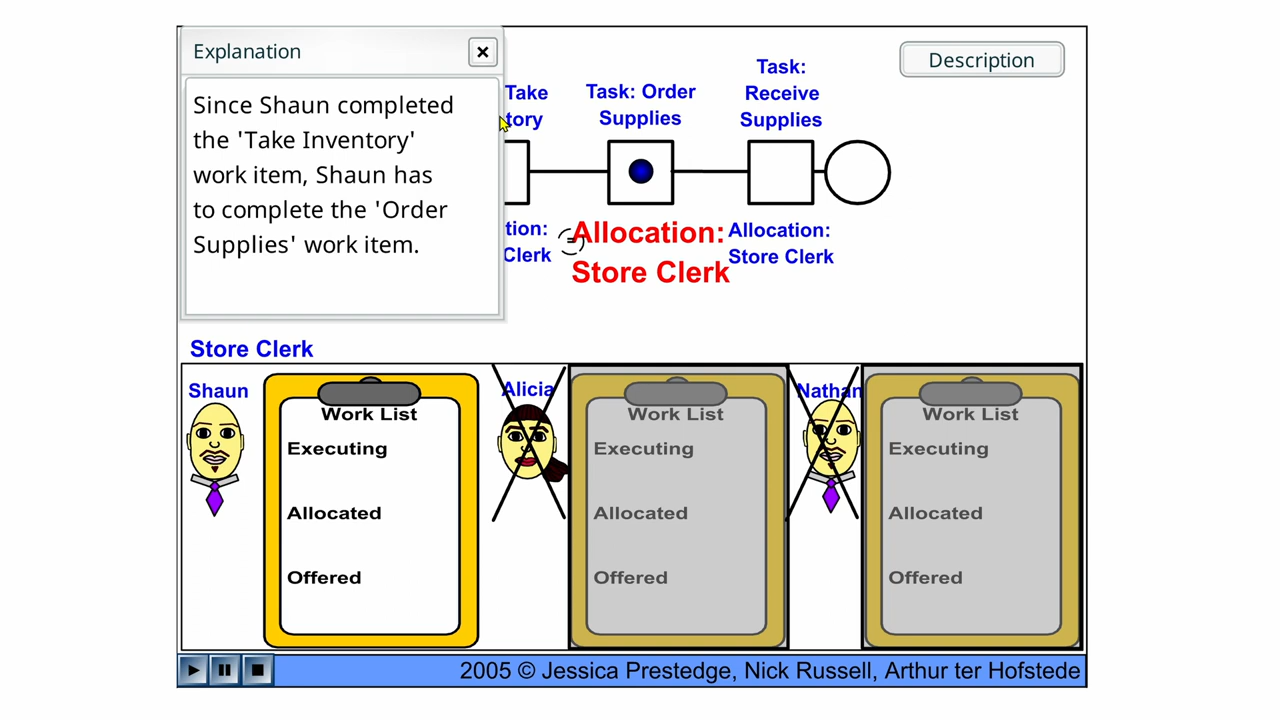 Explanation
Since Shaun completed
the 'Take Inventory'
work item, Shaun has
to complete the 'Order
Supplies' work item.
Description
Take
tory
Task: Order
Supplies
Task:
Receive
Supplies
tion:
Clerk
Allocation:
Store Clerk
Allocation:
Store Clerk
Store Clerk
Shaun
Work List
Executing
Allocated
Offered
Alicia
Work List
Executing
Allocated
Offered
Nathan
Work List
Executing
Allocated
Offered
2005 © Jessica Prestedge, Nick Russell, Arthur ter Hofstede